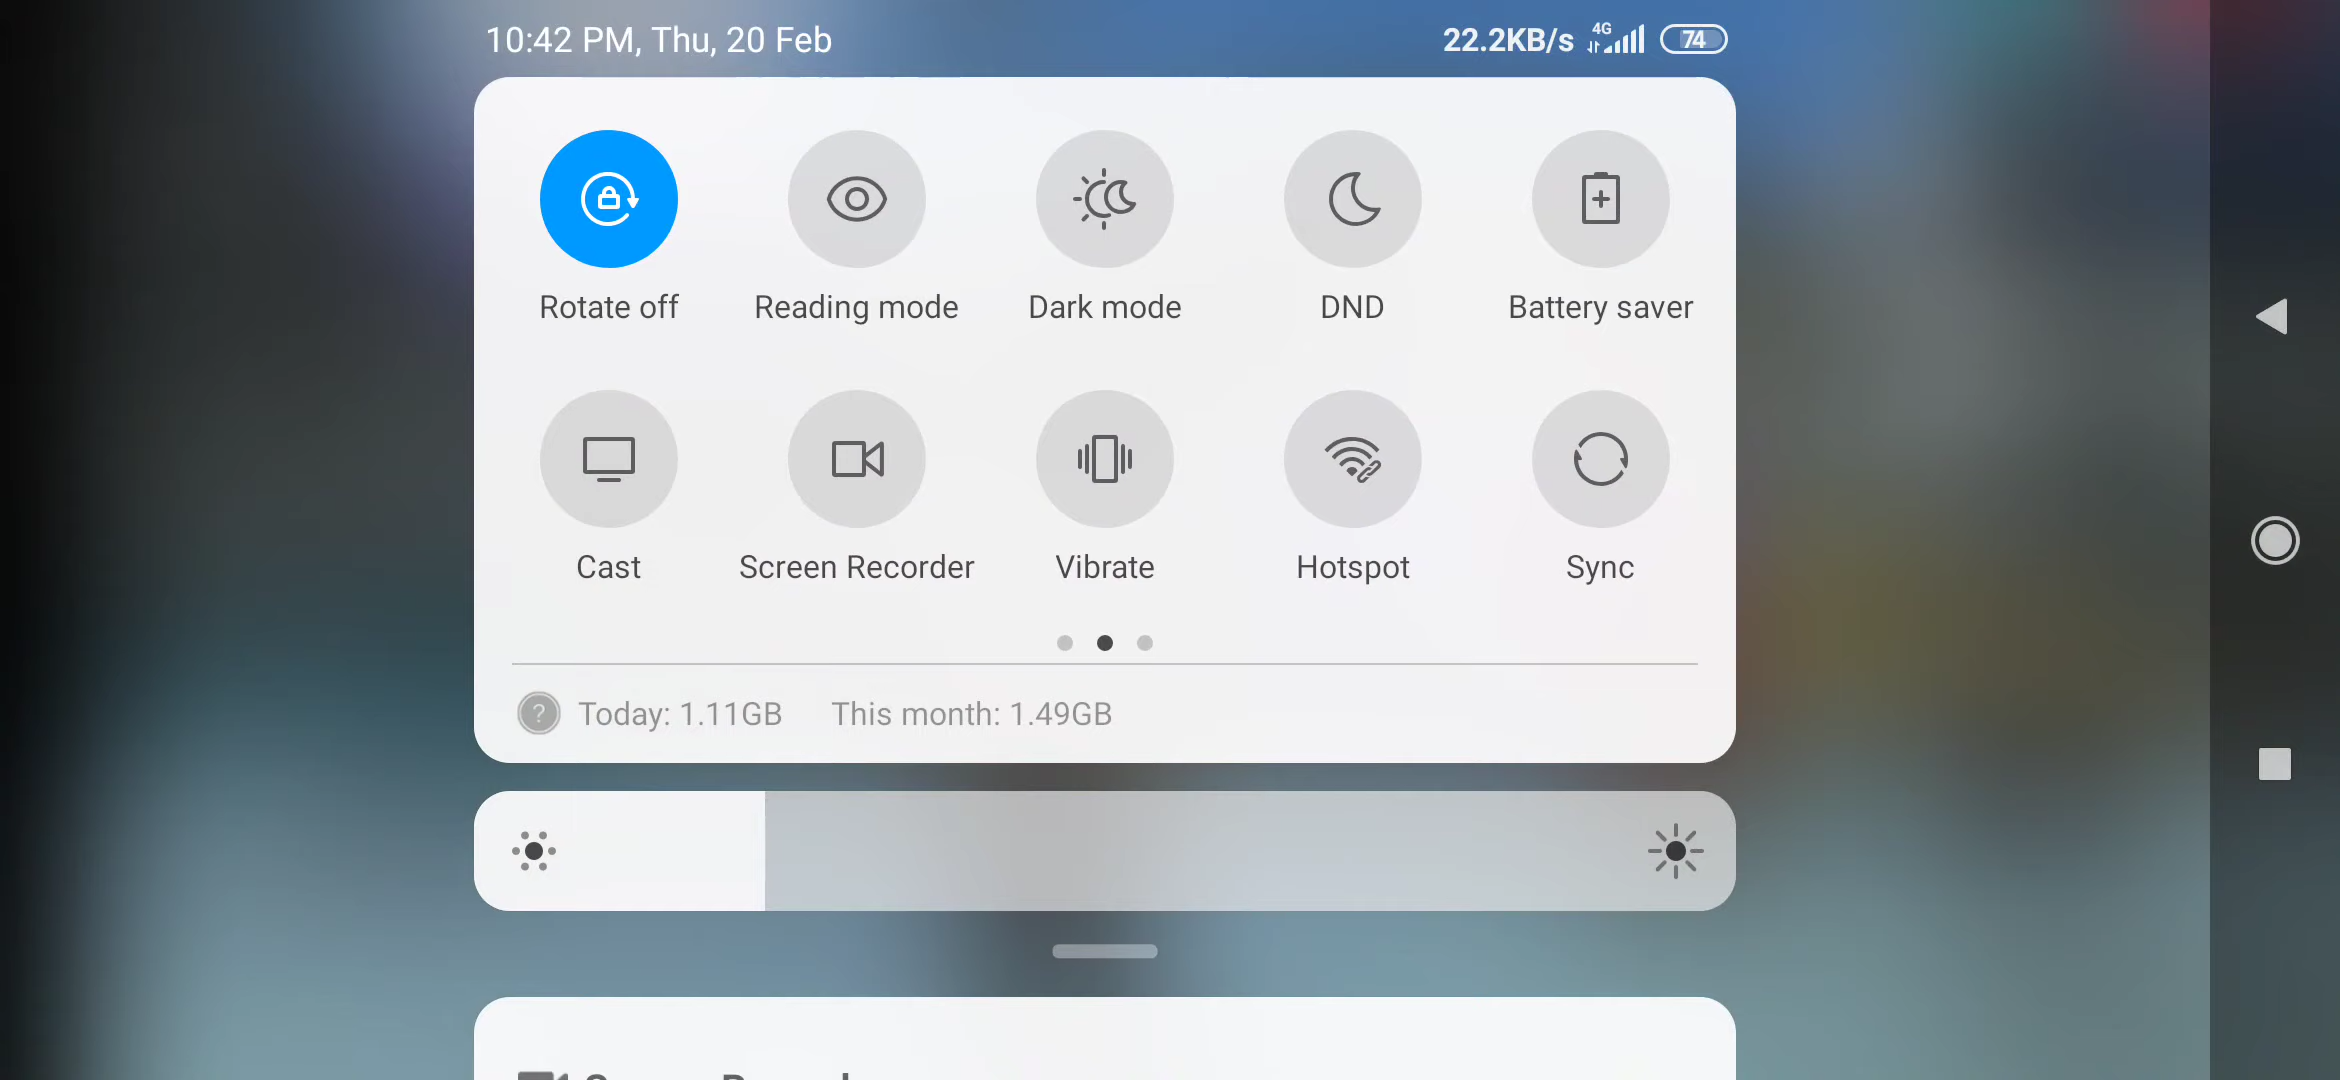 10:42 PM, Thu, 20 Feb 22.2KB/s 4G 74
Rotate off Reading mode Dark mode DND Battery saver
Cast Screen Recorder Vibrate Hotspot Sync
? Today: 1.11GB This month: 1.49GB